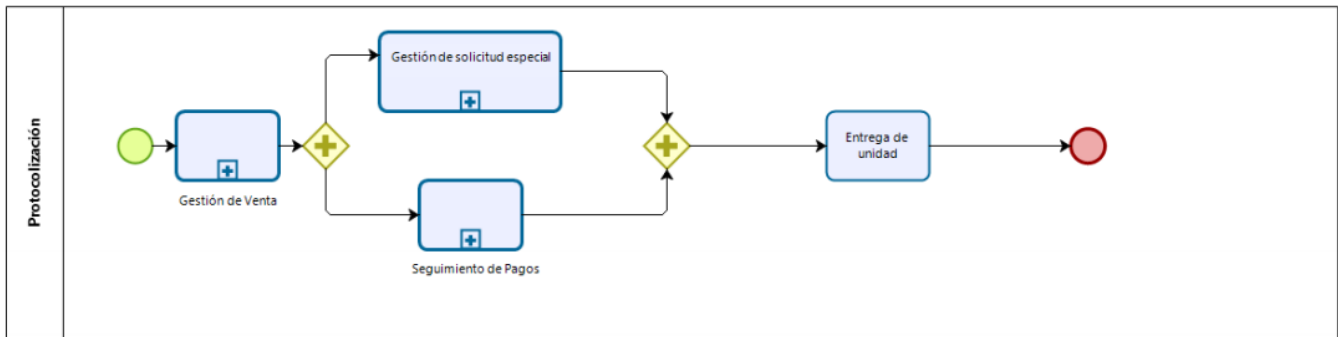 Protocolización
Gestión de solicitud especial
Gestión de Venta
Seguimiento de Pagos
Entrega de
unidad